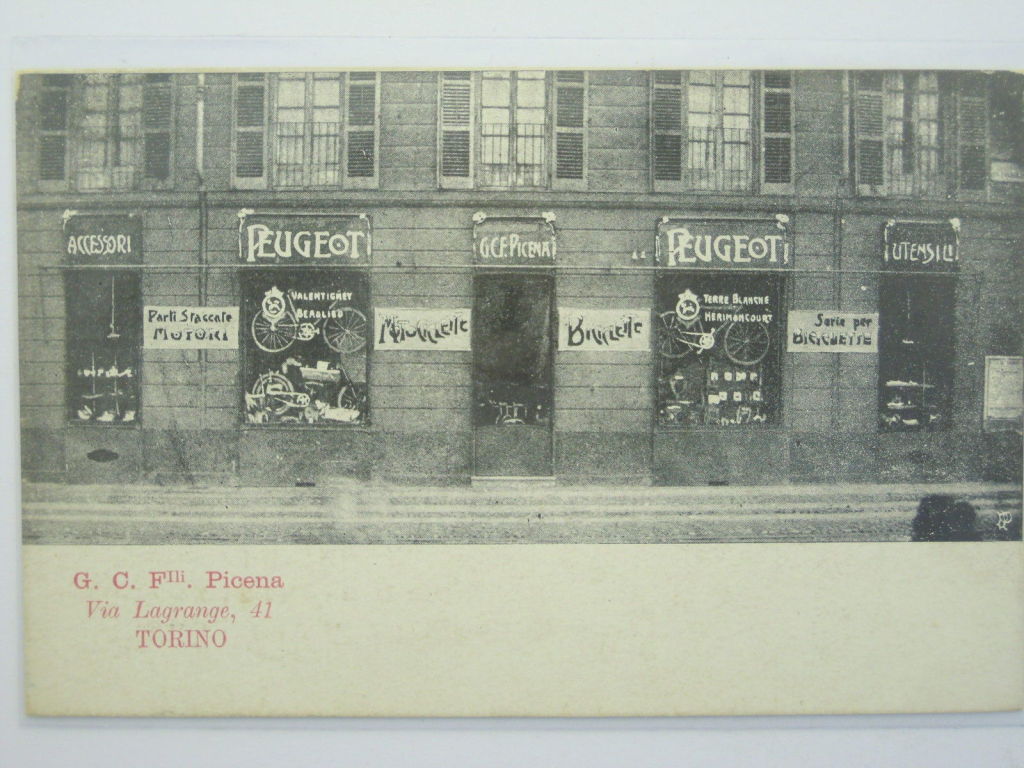 ACCESSORI
PEUGEOT
G.C.F. PICENA
PEUGEOT
UTENSILI
VALENTIGNEY
BEAULIEU
TERRE BLANCHE
HÉRIMONCOURT
Parti Staccate
MOTORI
Motociclette
Biciclette
Serie per
BICICLETTE
G. C. Flli. Picena
Via Lagrange, 41
TORINO